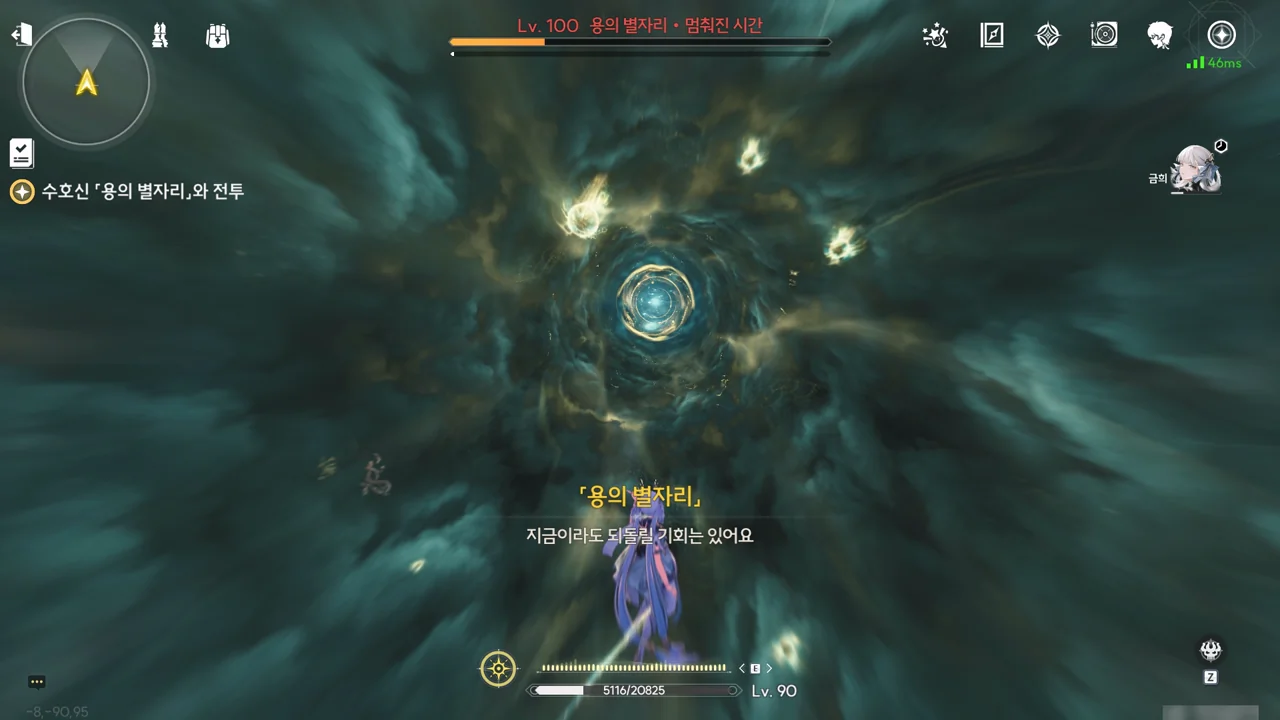 Lv. 100 용의 별자리 • 멈춰진 시간
46ms
수호신 「용의 별자리」와 전투
금희
「용의 별자리」
지금이라도 되돌릴 기회는 있어요
E
5116/20825
Lv. 90
Z
-8,-90,95